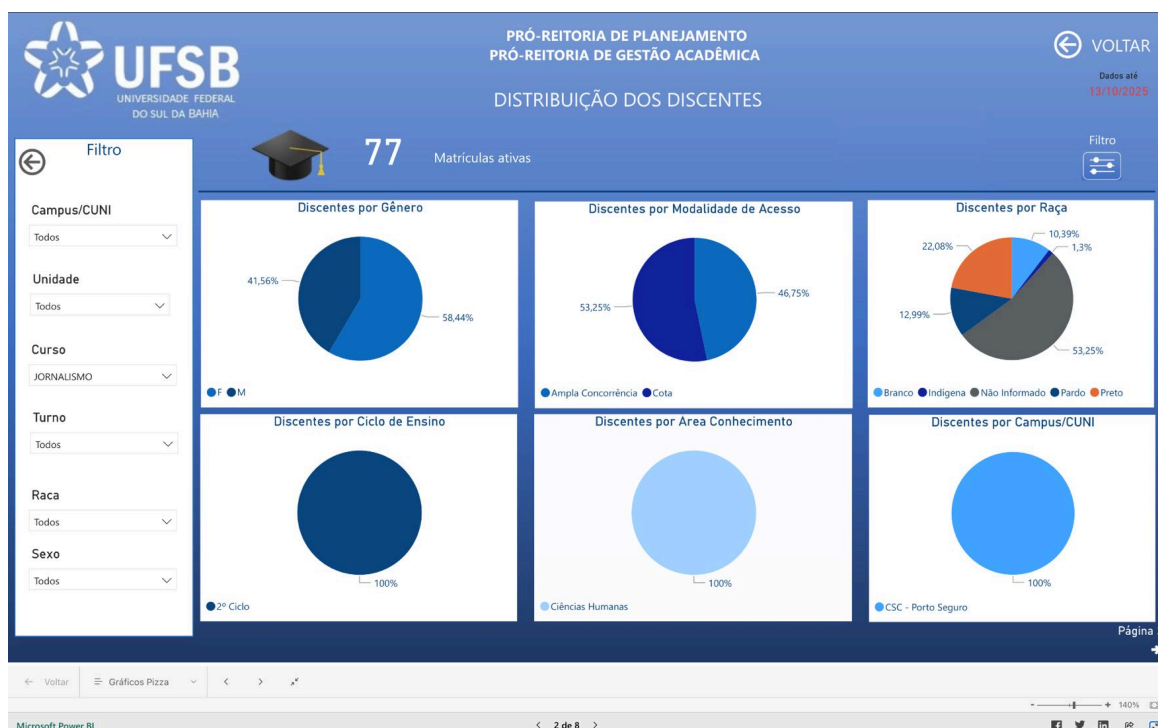 UFSB
UNIVERSIDADE FEDERAL
DO SUL DA BAHIA
PRÓ-REITORIA DE PLANEJAMENTO
PRÓ-REITORIA DE GESTÃO ACADÊMICA
DISTRIBUIÇÃO DOS DISCENTES
VOLTAR
Dados até
13/10/2025
77 Matrículas ativas
Filtro
Filtro
Campus/CUNI
Todos
Unidade
Todos
Curso
JORNALISMO
Turno
Todos
Raca
Todos
Sexo
Todos
Discentes por Gênero
41,56%
58,44%
F M
Discentes por Modalidade de Acesso
53,25%
46,75%
Ampla Concorrência Cota
Discentes por Raça
22,08%
10,39%
1,3%
12,99%
53,25%
Branco Indígena Não Informado Pardo Preto
Discentes por Ciclo de Ensino
100%
2º Ciclo
Discentes por Area Conhecimento
100%
Ciências Humanas
Discentes por Campus/CUNI
100%
CSC - Porto Seguro
Página
Voltar Gráficos Pizza
140%
Microsoft Power BI
2 de 8